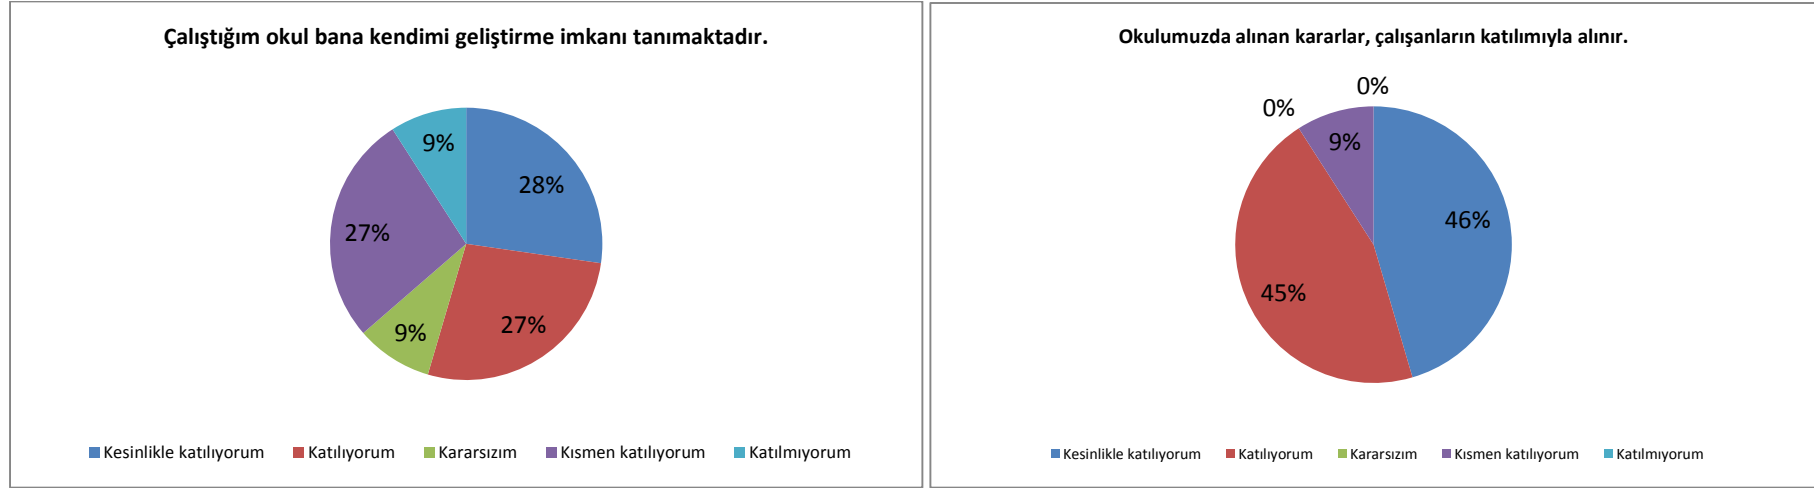 Çalıştığım okul bana kendimi geliştirme imkanı tanımaktadır.
9%
28%
27%
9%
27%
Kesinlikle katılıyorum Katılıyorum Kararsızım Kısmen katılıyorum Katılmıyorum
Okulumuzda alınan kararlar, çalışanların katılımıyla alınır.
0%
0%
9%
46%
45%
Kesinlikle katılıyorum Katılıyorum Kararsızım Kısmen katılıyorum Katılmıyorum